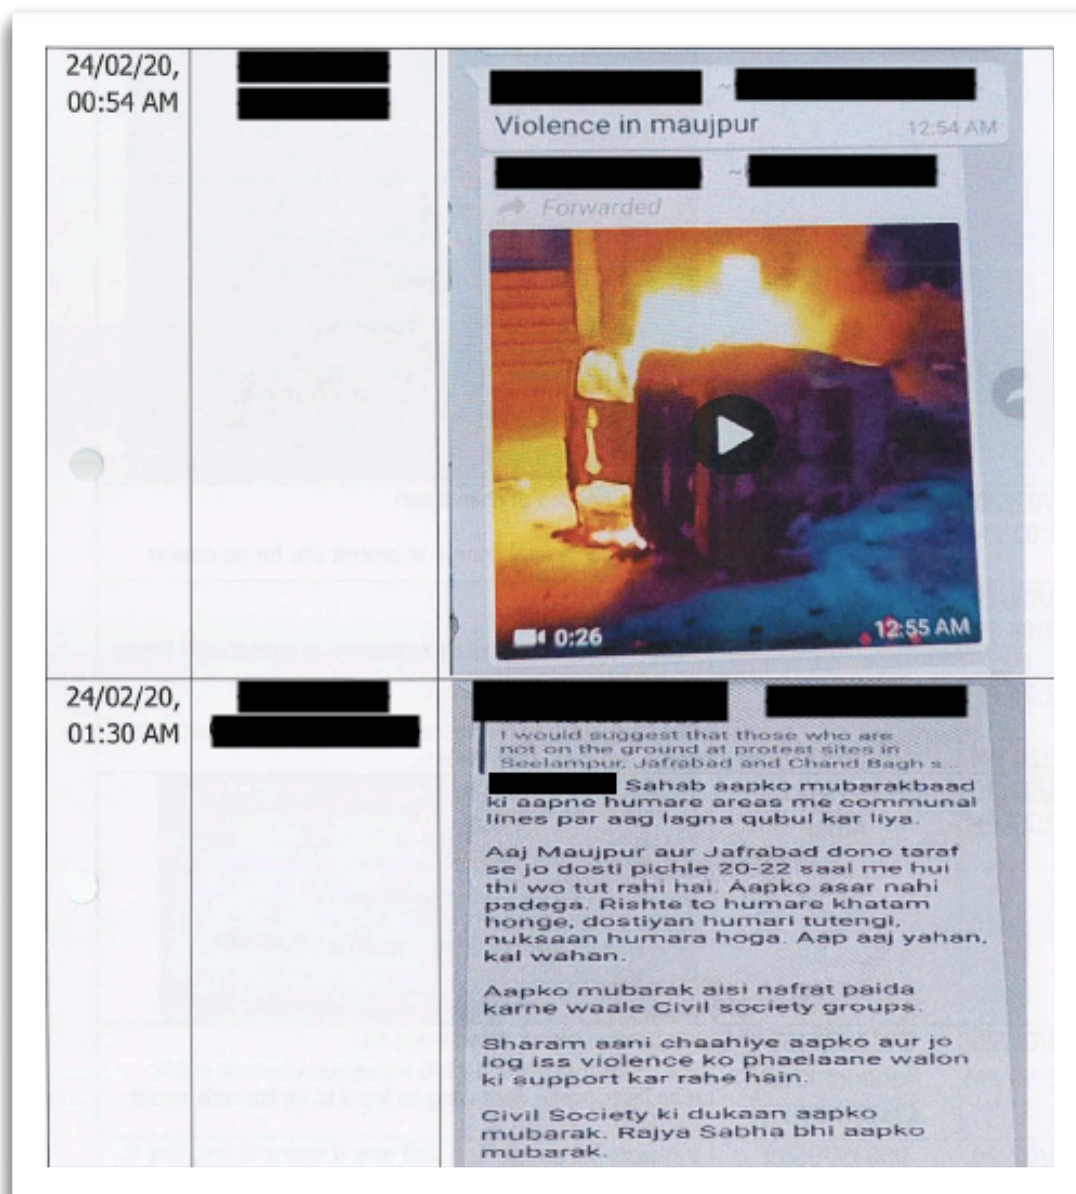 24/02/20,
00:54 AM
~
Violence in maujpur
12:54 AM
~
Forwarded
0:26
12:55 AM
24/02/20,
01:30 AM
I would suggest that those who are
not on the ground at protest sites in
Seelampur, Jafrabad and Chand Bagh s...
Sahab aapko mubarakbaad
ki aapne humare areas me communal
lines par aag lagna qubul kar liya.
Aaj Maujpur aur Jafrabad dono taraf
se jo dosti pichle 20-22 saal me hui
thi wo tut rahi hai. Aapko asar nahi
padega. Rishte to humare khatam
honge, dostiyan humari tutengi,
nuksaan humara hoga. Aap aaj yahan,
kal wahan.
Aapko mubarak aisi nafrat paida
karne waale Civil society groups.
Sharam aani chaahiye aapko aur jo
log iss violence ko phaelaane walon
ki support kar rahe hain.
Civil Society ki dukaan aapko
mubarak. Rajya Sabha bhi aapko
mubarak.